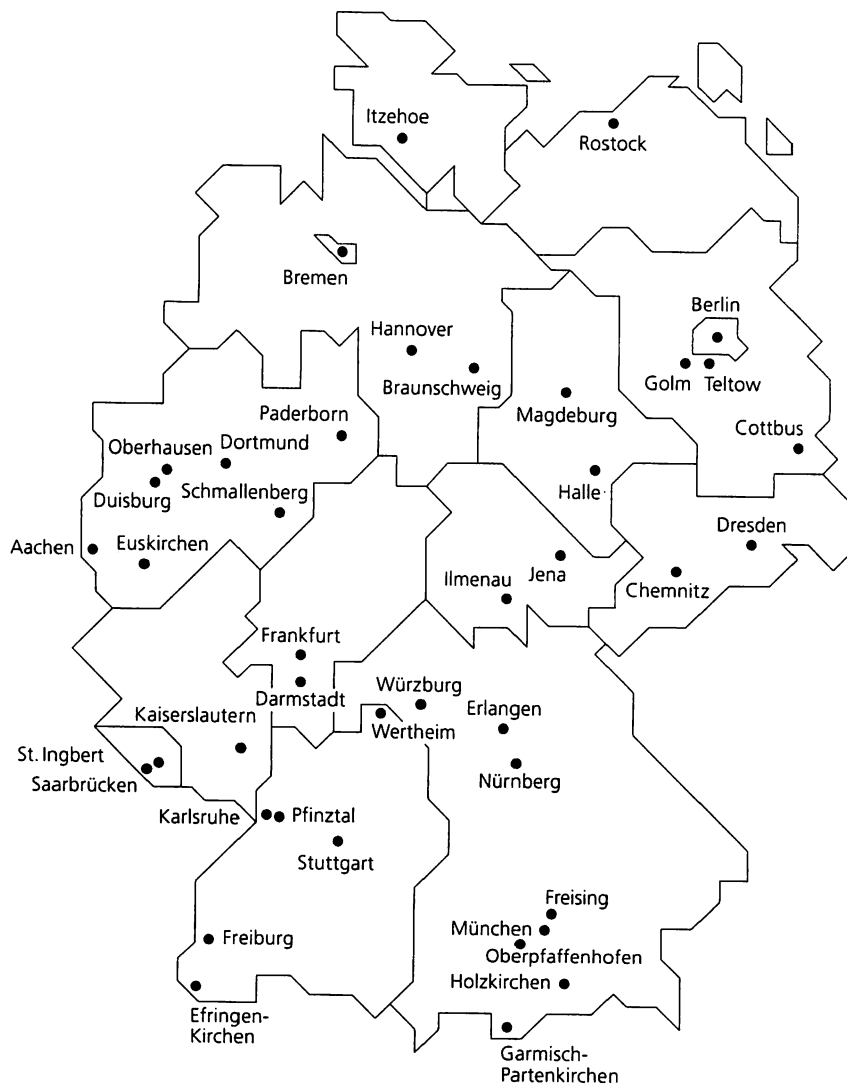 Itzehoe
Rostock
Bremen
Berlin
Hannover
Braunschweig
Golm
Teltow
Magdeburg
Paderborn
Cottbus
Oberhausen
Dortmund
Duisburg
Schmallenberg
Halle
Aachen
Euskirchen
Dresden
Jena
Ilmenau
Chemnitz
Frankfurt
Darmstadt
Würzburg
Kaiserslautern
Erlangen
Wertheim
St. Ingbert
Saarbrücken
Nürnberg
Karlsruhe
Pfinztal
Stuttgart
Freising
München
Freiburg
Oberpfaffenhofen
Holzkirchen
Efringen-
Kirchen
Garmisch-
Partenkirchen